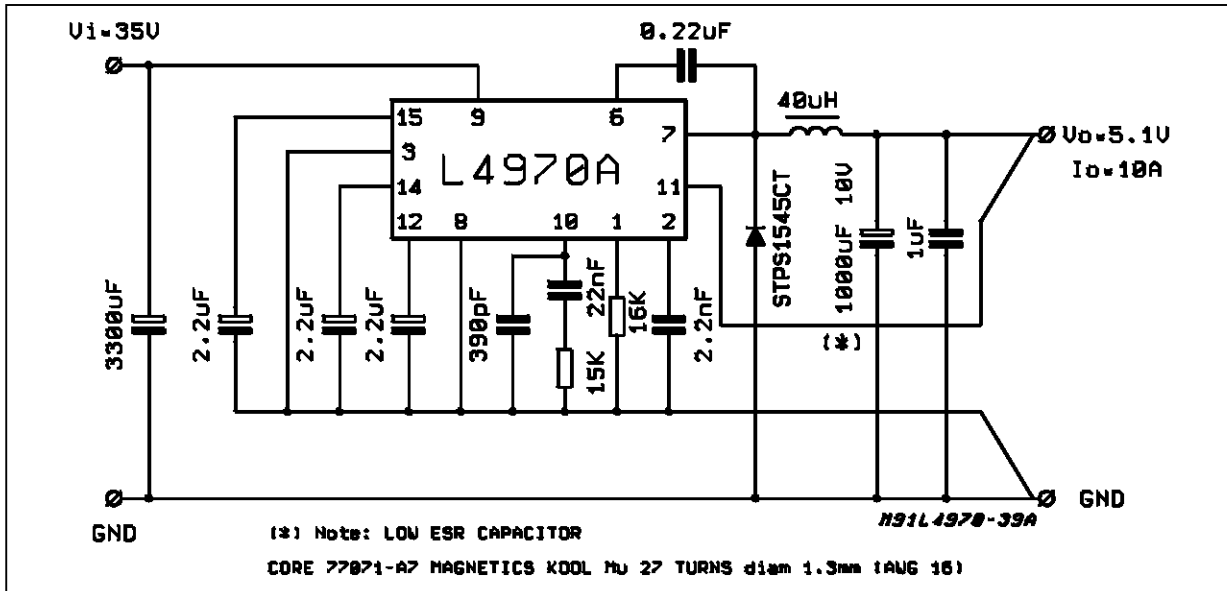 Vi=35V
0.22uF
40uH
15
9
6
7
Vo=5.1V
3
L4970A
Io=10A
14
11
12
8
10
1
2
STPS1545CT
1000uF 10V
1uF
3300uF
2.2uF
2.2uF
2.2uF
390pF
22nF
15K
16K
2.2nF
(*)
GND
GND
M91L4970-39A
(*) Note: LOW ESR CAPACITOR
CORE 77071-A7 MAGNETICS KOOL Mu 27 TURNS diam 1.3mm (AWG 16)